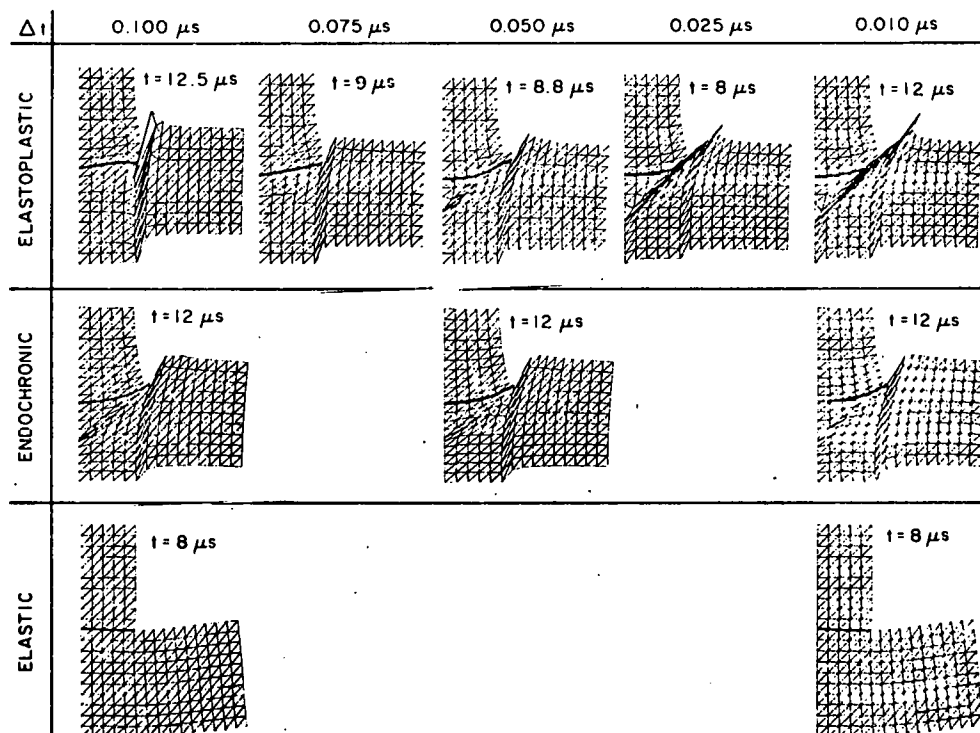 Δt 0.100 μs 0.075 μs 0.050 μs 0.025 μs 0.010 μs
ELASTOPLASTIC
t = 12.5 μs t = 9 μs t = 8.8 μs t = 8 μs t = 12 μs
ENDOCHRONIC
t = 12 μs t = 12 μs t = 12 μs
ELASTIC
t = 8 μs t = 8 μs